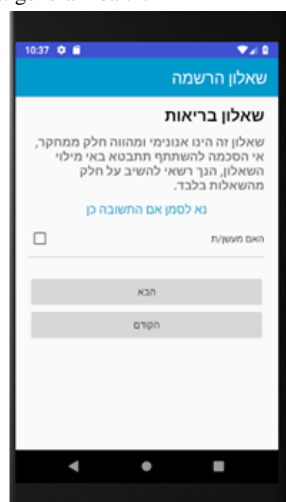 10:37
שאלון הרשמה
שאלון בריאות
שאלון זה הינו אנונימי ומהווה חלק ממחקר,
אי הסכמה להשתתף תתבטא באי מילוי
השאלון, הנך רשאי להשיב על חלק
מהשאלות בלבד.
נא לסמן אם התשובה כן
האם מעשן/ת
הבא
הקודם